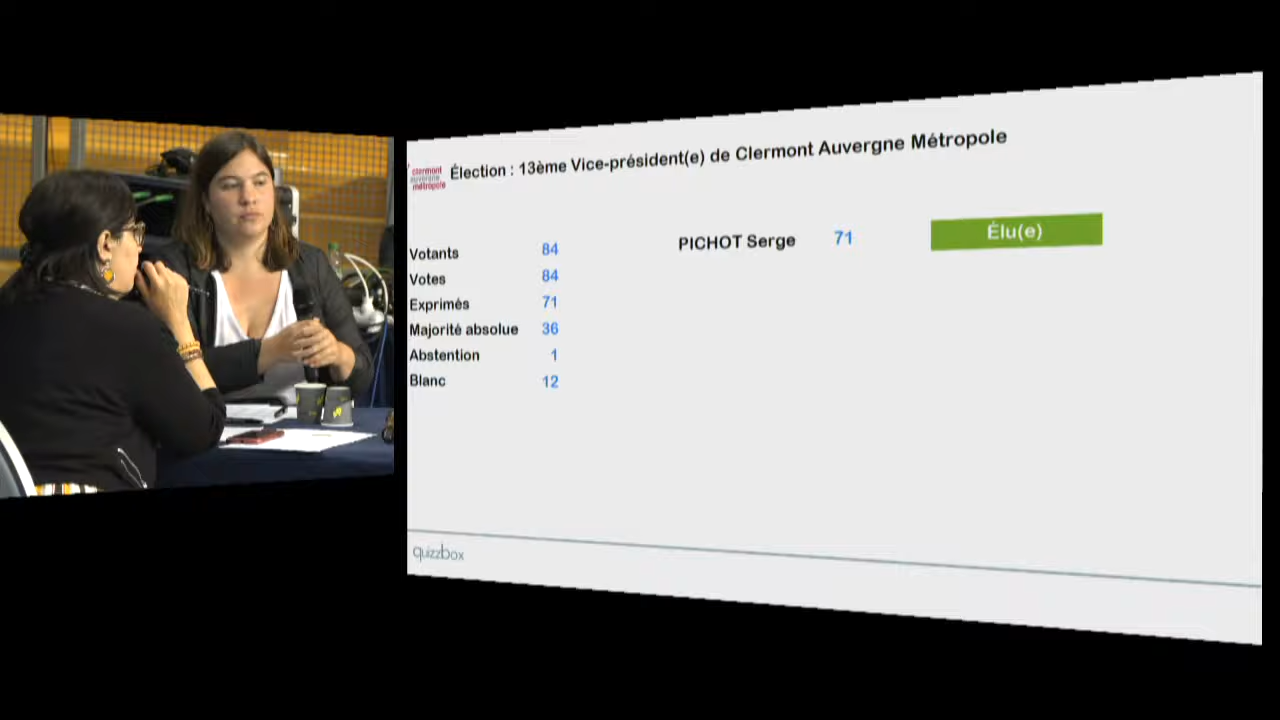 clermont
auvergne
métropole
Élection : 13ème Vice-président(e) de Clermont Auvergne Métropole
Votants 84
Votes 84
Exprimés 71
Majorité absolue 36
Abstention 1
Blanc 12
PICHOT Serge 71 Élu(e)
quizzbox